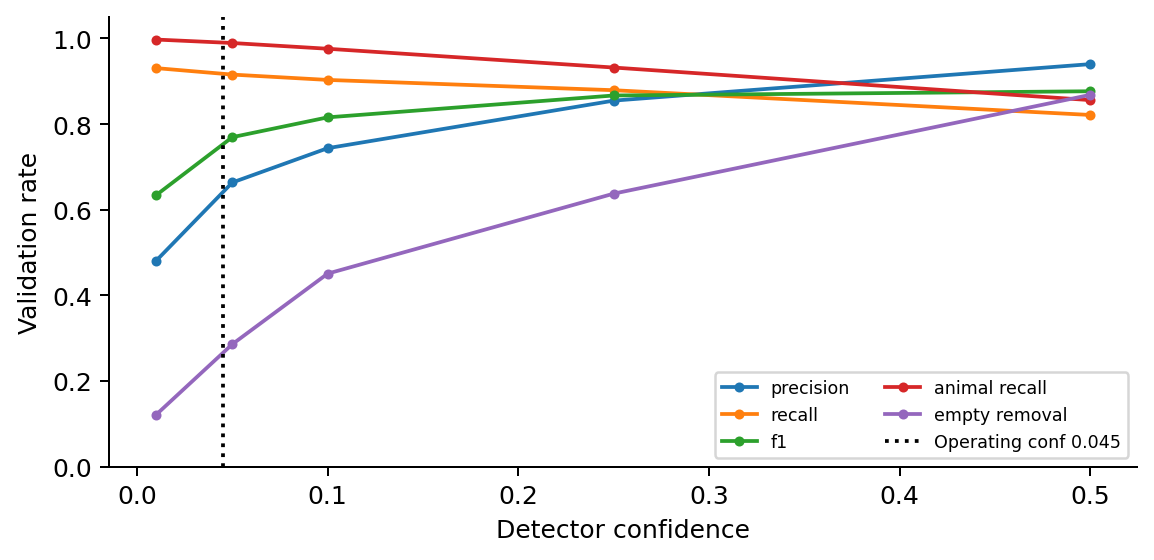 Validation rate
1.0
0.8
0.6
0.4
0.2
0.0
0.0 0.1 0.2 0.3 0.4 0.5
Detector confidence
precision
recall
f1
animal recall
empty removal
Operating conf 0.045